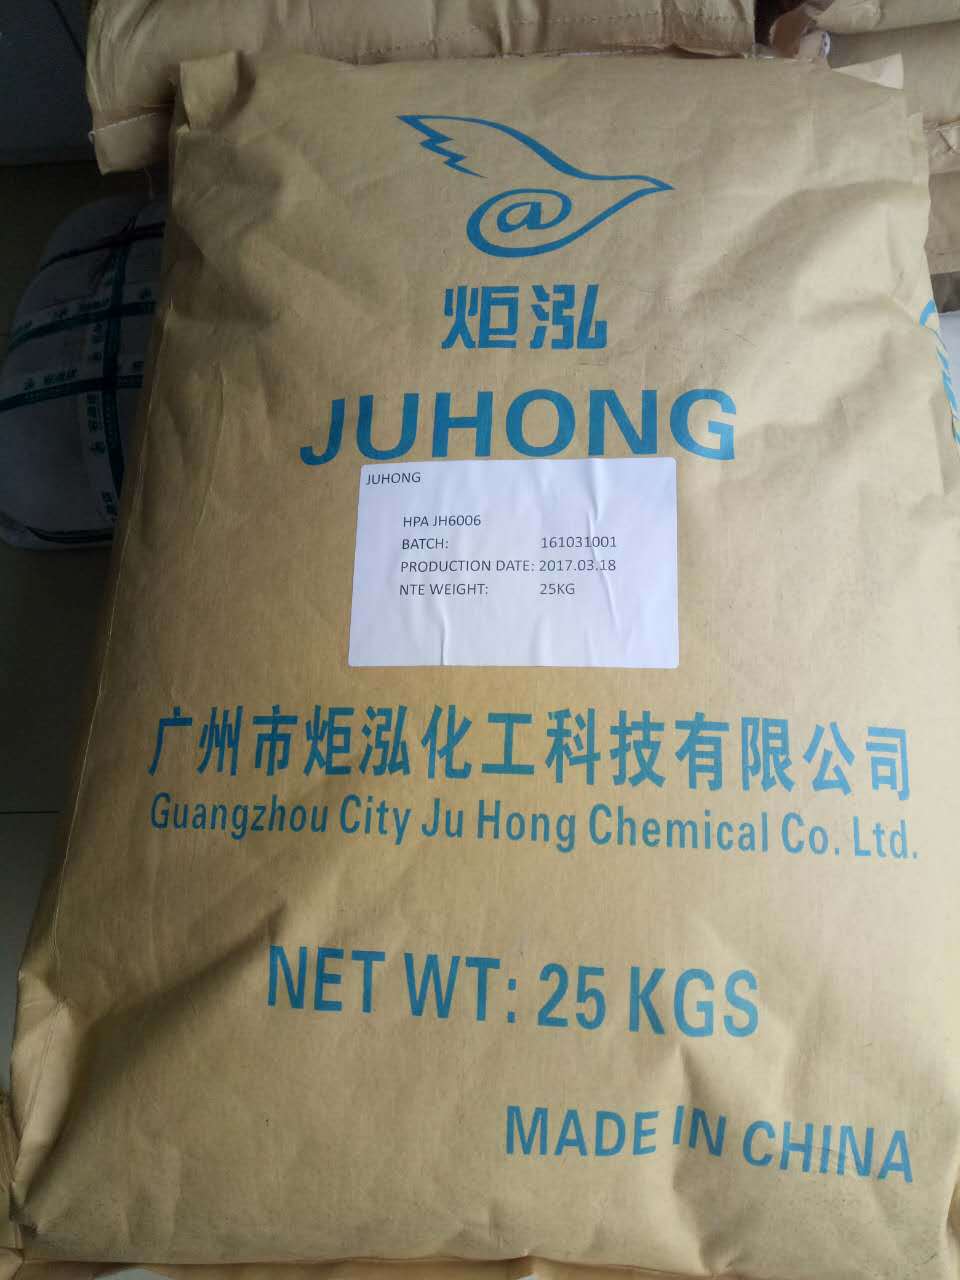 @
炬泓
JUHONG
JUHONG
HPA JH6006
BATCH: 161031001
PRODUCTION DATE: 2017.03.18
NTE WEIGHT: 25KG
广州市炬泓化工科技有限公司
Guangzhou City Ju Hong Chemical Co. Ltd.
NET WT: 25 KGS
MADE IN CHINA